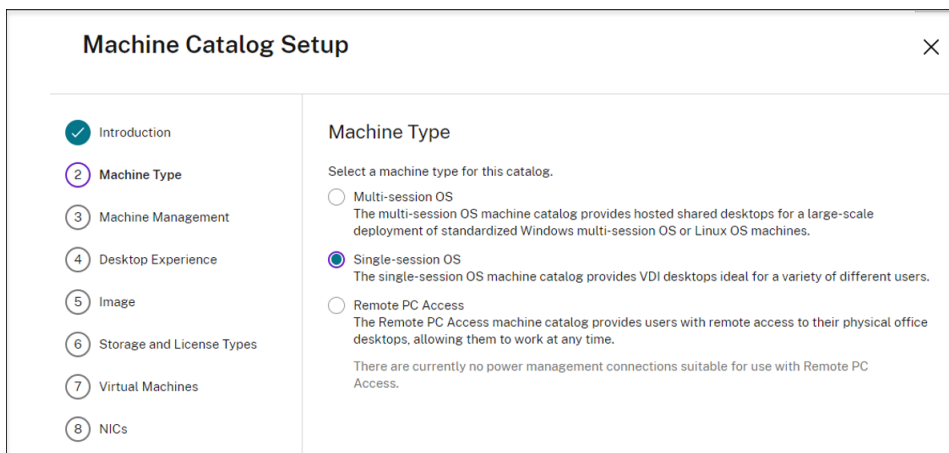 Machine Catalog Setup
Introduction
2 Machine Type
3 Machine Management
4 Desktop Experience
5 Image
6 Storage and License Types
7 Virtual Machines
8 NICs
Machine Type
Select a machine type for this catalog.
Multi-session OS
The multi-session OS machine catalog provides hosted shared desktops for a large-scale
deployment of standardized Windows multi-session OS or Linux OS machines.
Single-session OS
The single-session OS machine catalog provides VDI desktops ideal for a variety of different users.
Remote PC Access
The Remote PC Access machine catalog provides users with remote access to their physical office
desktops, allowing them to work at any time.
There are currently no power management connections suitable for use with Remote PC
Access.